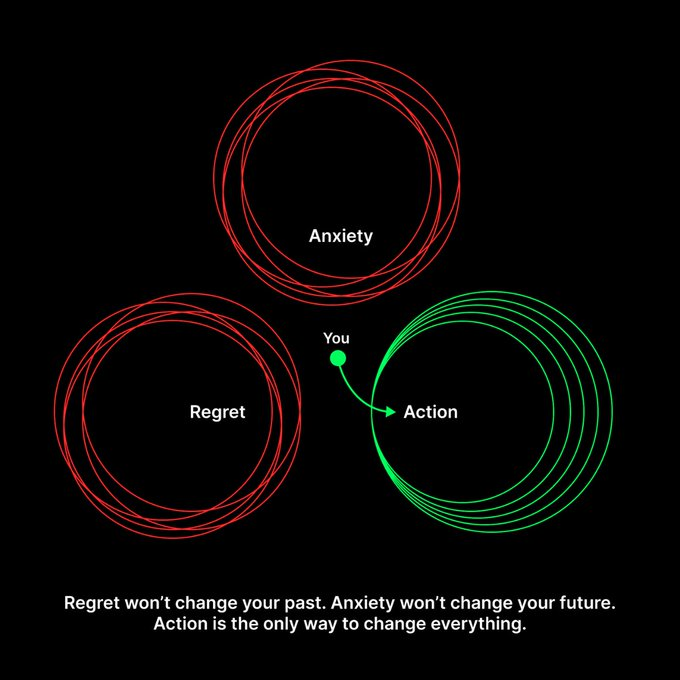 Anxiety
You
Regret
Action
Regret won’t change your past. Anxiety won’t change your future.
Action is the only way to change everything.